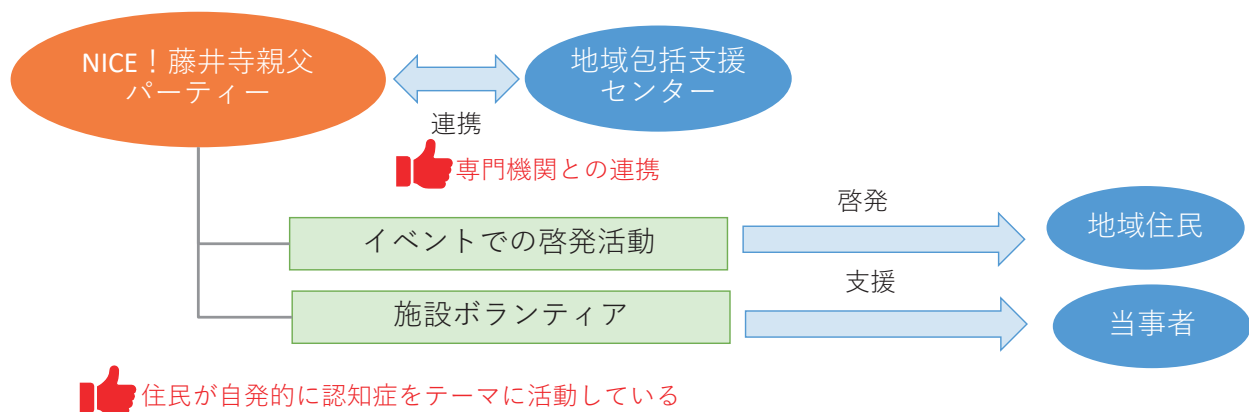 NICE！藤井寺親父
パーティー
地域包括支援
センター
連携
専門機関との連携
イベントでの啓発活動
啓発
地域住民
施設ボランティア
支援
当事者
住民が自発的に認知症をテーマに活動している